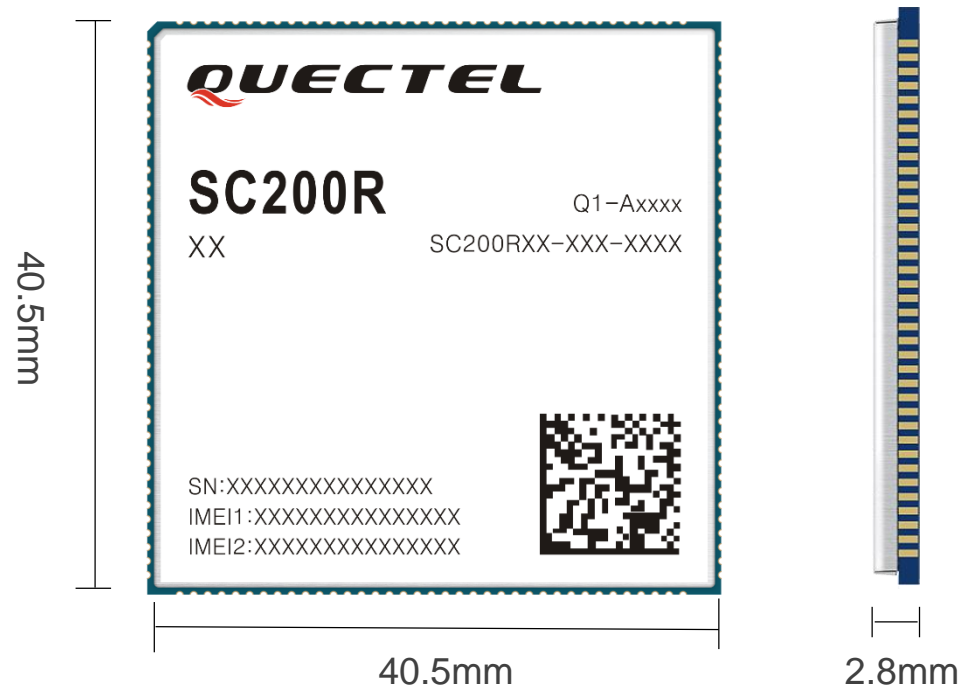 QUECTEL
SC200R
Q1-Axxxx
XX
SC200RXX-XXX-XXXX
SN:XXXXXXXXXXXXXXX
IMEI1:XXXXXXXXXXXXXXX
IMEI2:XXXXXXXXXXXXXXX
40.5mm
40.5mm
2.8mm